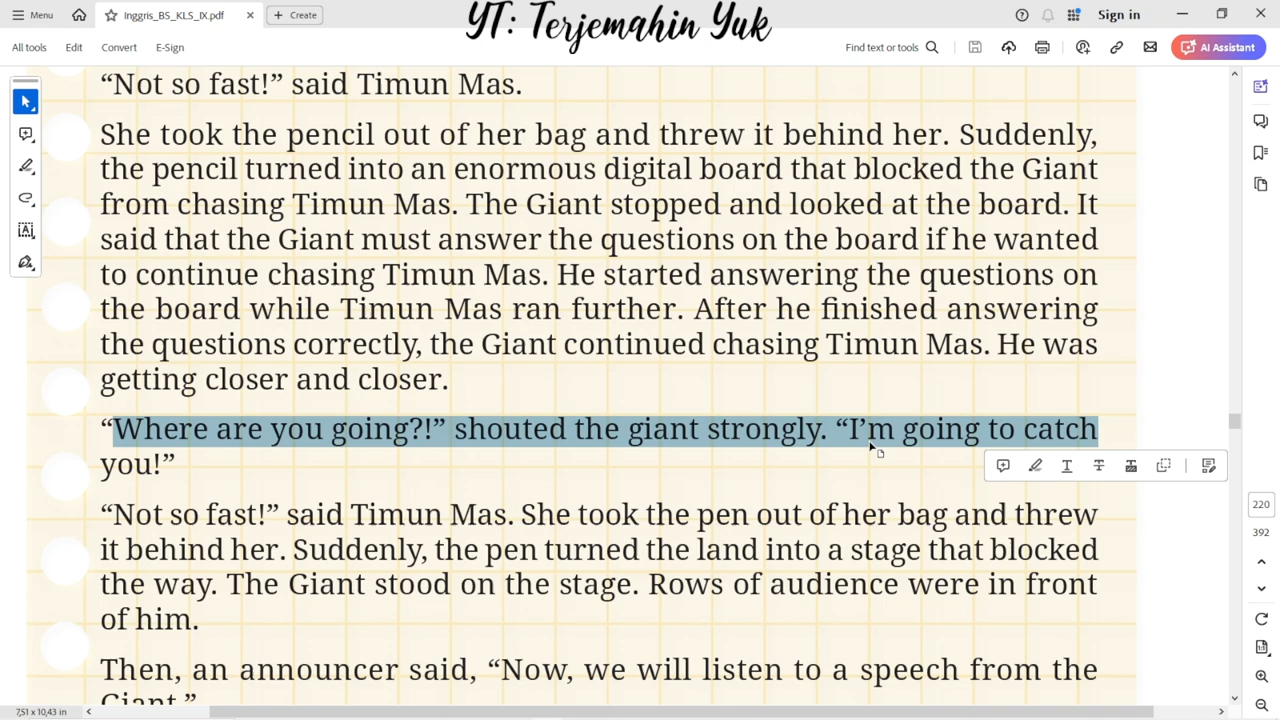 Menu
Inggris_BS_KLS_IX.pdf
Create
YT: Terjemahin Yuk
Sign in
All tools
Edit
Convert
E-Sign
Find text or tools
AI Assistant
“Not so fast!” said Timun Mas.
She took the pencil out of her bag and threw it behind her. Suddenly,
the pencil turned into an enormous digital board that blocked the Giant
from chasing Timun Mas. The Giant stopped and looked at the board. It
said that the Giant must answer the questions on the board if he wanted
to continue chasing Timun Mas. He started answering the questions on
the board while Timun Mas ran further. After he finished answering
the questions correctly, the Giant continued chasing Timun Mas. He was
getting closer and closer.
“Where are you going?!” shouted the giant strongly. “I’m going to catch
you!”
“Not so fast!” said Timun Mas. She took the pen out of her bag and threw
it behind her. Suddenly, the pen turned the land into a stage that blocked
the way. The Giant stood on the stage. Rows of audience were in front
of him.
Then, an announcer said, “Now, we will listen to a speech from the
Giant.”
220
392
7,51 x 10,43 in